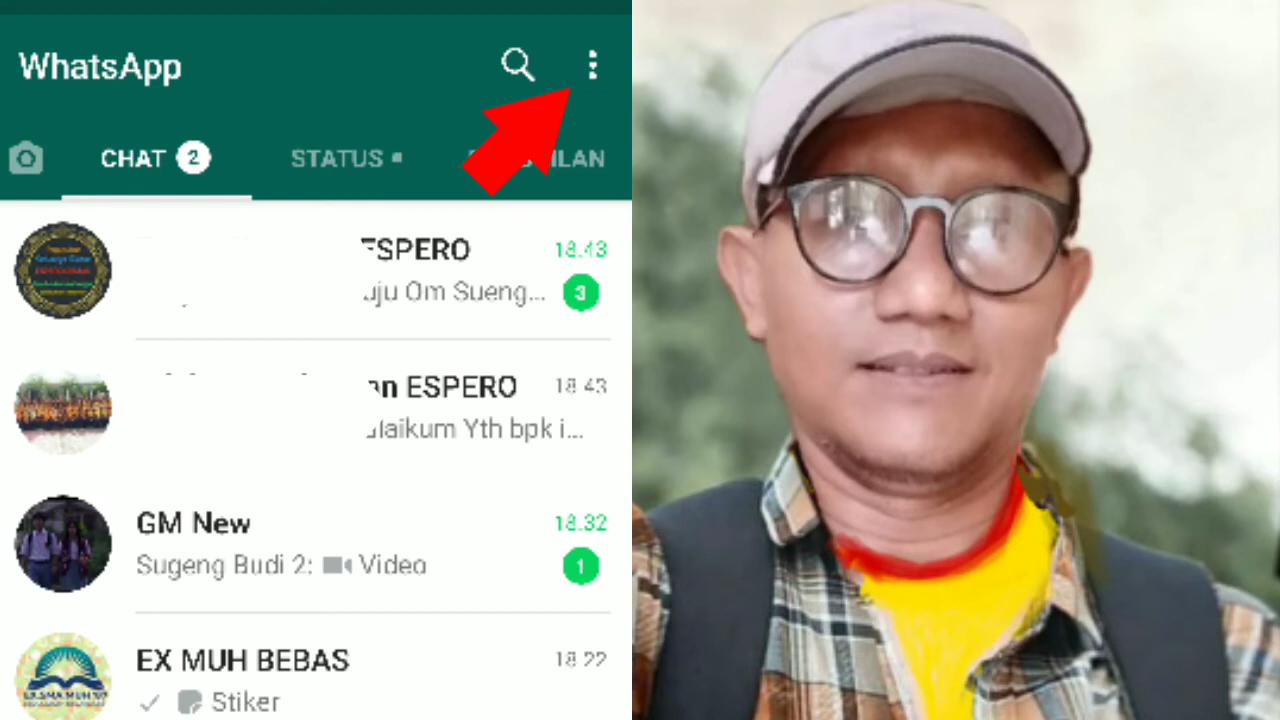 WhatsApp
CHAT 2
STATUS
ILAN
ESPERO
18.43
uju Om Sueng...
3
an ESPERO
18.43
laikum Yth bpk i...
GM New
18.32
Sugeng Budi 2: Video
1
EX MUH BEBAS
18.22
Stiker